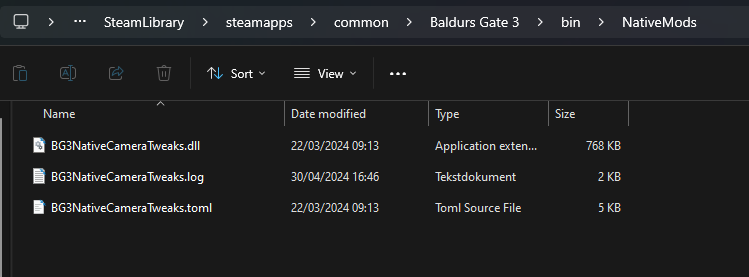 SteamLibrary > steamapps > common > Baldurs Gate 3 > bin > NativeMods
Sort View
Name Date modified Type Size
BG3NativeCameraTweaks.dll 22/03/2024 09:13 Application exten... 768 KB
BG3NativeCameraTweaks.log 30/04/2024 16:46 Tekstdokument 2 KB
BG3NativeCameraTweaks.toml 22/03/2024 09:13 Toml Source File 5 KB